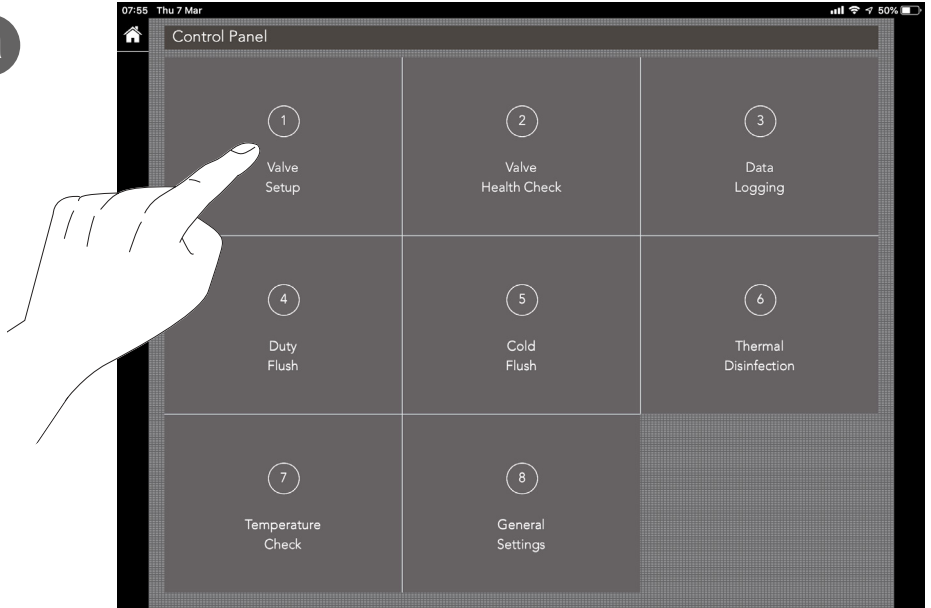 07:55 Thu 7 Mar 50%
Control Panel
1
Valve
Setup
2
Valve
Health Check
3
Data
Logging
4
Duty
Flush
5
Cold
Flush
6
Thermal
Disinfection
7
Temperature
Check
8
General
Settings